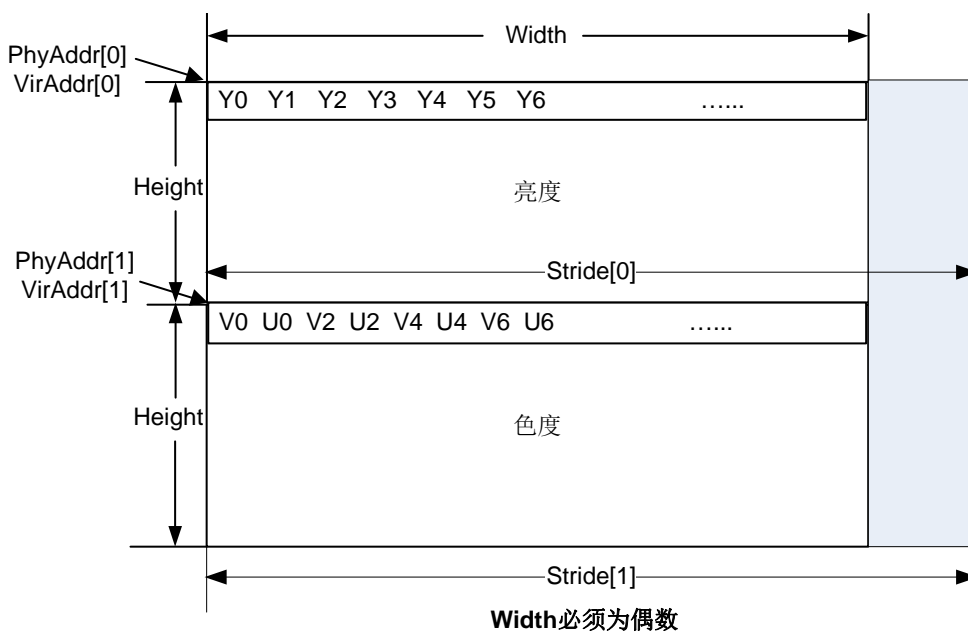 Width
PhyAddr[0]
VirAddr[0]
Y0 Y1 Y2 Y3 Y4 Y5 Y6 …...
Height
亮度
PhyAddr[1]
VirAddr[1]
Stride[0]
V0 U0 V2 U2 V4 U4 V6 U6 …...
Height
色度
Stride[1]
Width必须为偶数